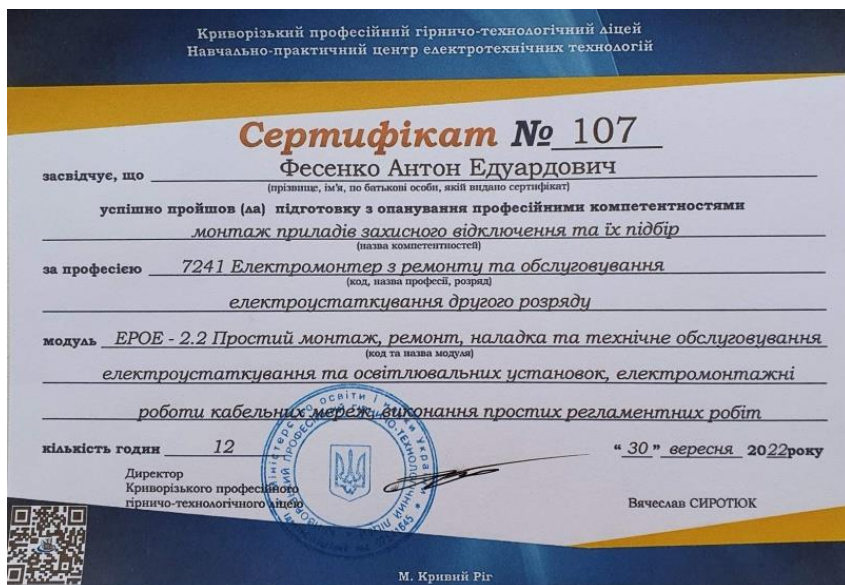 Криворізький професійний гірничо-технологічний ліцей
Навчально-практичний центр електротехнічних технологій
Сертифікат № 107
засвідчує, що Фесенко Антон Едуардович
(прізвище, ім'я, по батькові особи, якій видано сертифікат)
успішно пройшов (ла) підготовку з опанування професійними компетентностями
монтаж приладів захисного відключення та їх підбір
(назва компетентностей)
за професією 7241 Електромонтер з ремонту та обслуговування
(код, назва професії, розряд)
електроустаткування другого розряду
модуль ЕРОЕ - 2.2 Простий монтаж, ремонт, наладка та технічне обслуговування
(код та назва модуля)
електроустаткування та освітлювальних установок, електромонтажні
роботи кабельних мереж, виконання простих регламентних робіт
кількість годин 12 " 30 " вересня 2022року
Директор
Криворізького професійного
гірничо-технологічного ліцею
Вячеслав СИРОТЮК
Міністерство освіти і науки України
М. Кривий Ріг